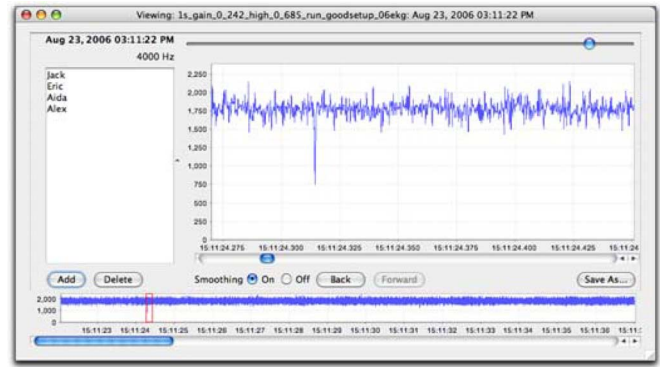 Viewing: 1s_gain_0_242_high_0_685_run_goodsetup_06ekg: Aug 23, 2006 03:11:22 PM
Aug 23, 2006 03:11:22 PM
4000 Hz
Jack
Eric
Aida
Alex
2,250
2,000
1,750
1,500
1,250
1,000
750
500
250
0
15:11:24.275 15:11:24.300 15:11:24.325 15:11:24.350 15:11:24.375 15:11:24.400 15:11:24.425 15:11:24
Add Delete Smoothing On Off Back Forward Save As...
2,000
1,000
0
15:11:23 15:11:24 15:11:25 15:11:26 15:11:27 15:11:28 15:11:29 15:11:30 15:11:31 15:11:32 15:11:33 15:11:34 15:11:35 15:11:36 15:11: